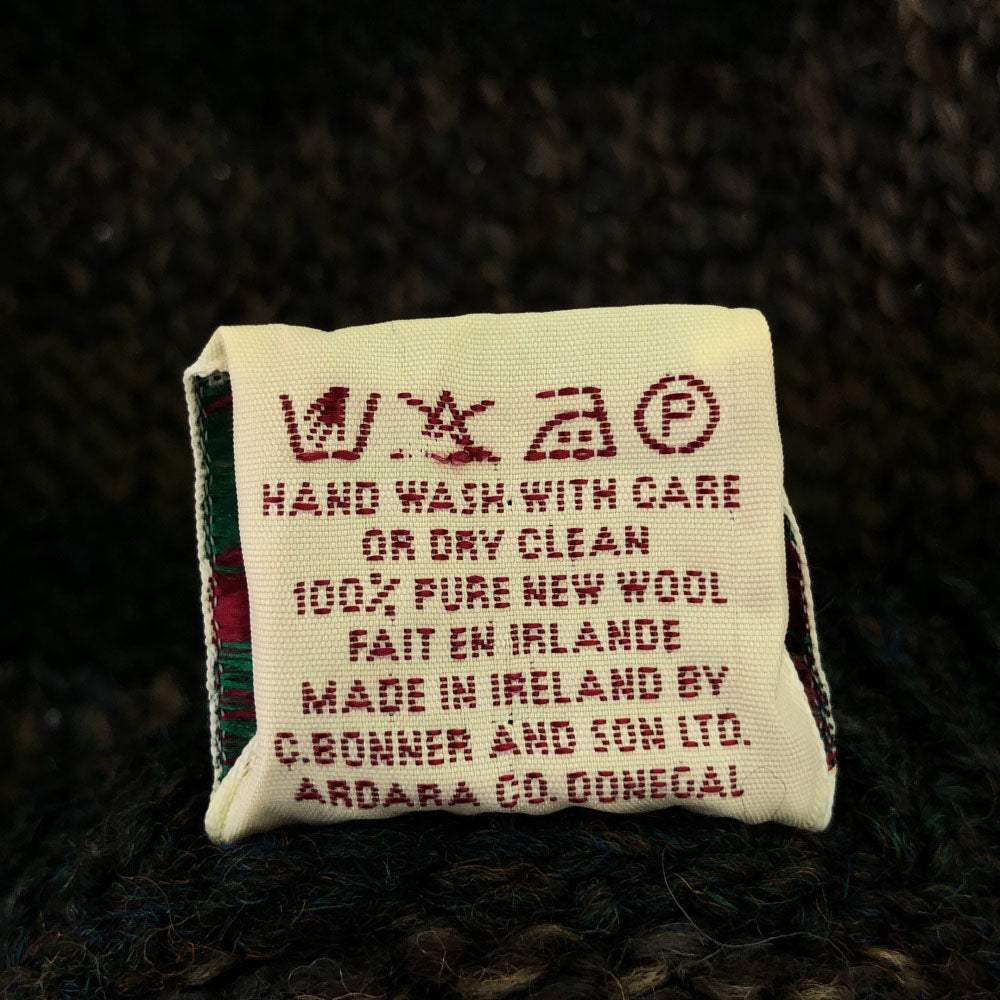 P
HAND WASH WITH CARE
OR DRY CLEAN
100% PURE NEW WOOL
FAIT EN IRLANDE
MADE IN IRELAND BY
C.BONNER AND SON LTD.
ARDARA CO. DONEGAL